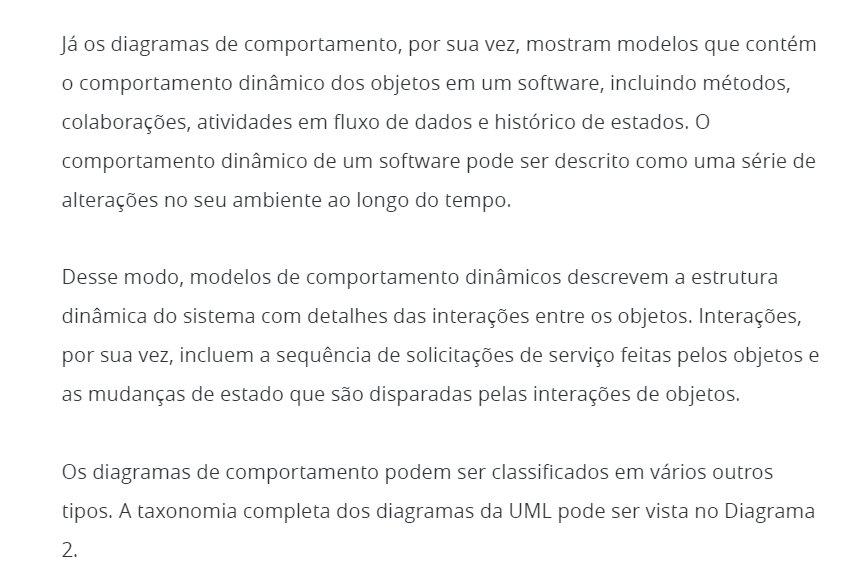 Já os diagramas de comportamento, por sua vez, mostram modelos que contém
o comportamento dinâmico dos objetos em um software, incluindo métodos,
colaborações, atividades em fluxo de dados e histórico de estados. O
comportamento dinâmico de um software pode ser descrito como uma série de
alterações no seu ambiente ao longo do tempo.
Desse modo, modelos de comportamento dinâmicos descrevem a estrutura
dinâmica do sistema com detalhes das interações entre os objetos. Interações,
por sua vez, incluem a sequência de solicitações de serviço feitas pelos objetos e
as mudanças de estado que são disparadas pelas interações de objetos.
Os diagramas de comportamento podem ser classificados em vários outros
tipos. A taxonomia completa dos diagramas da UML pode ser vista no Diagrama
2.